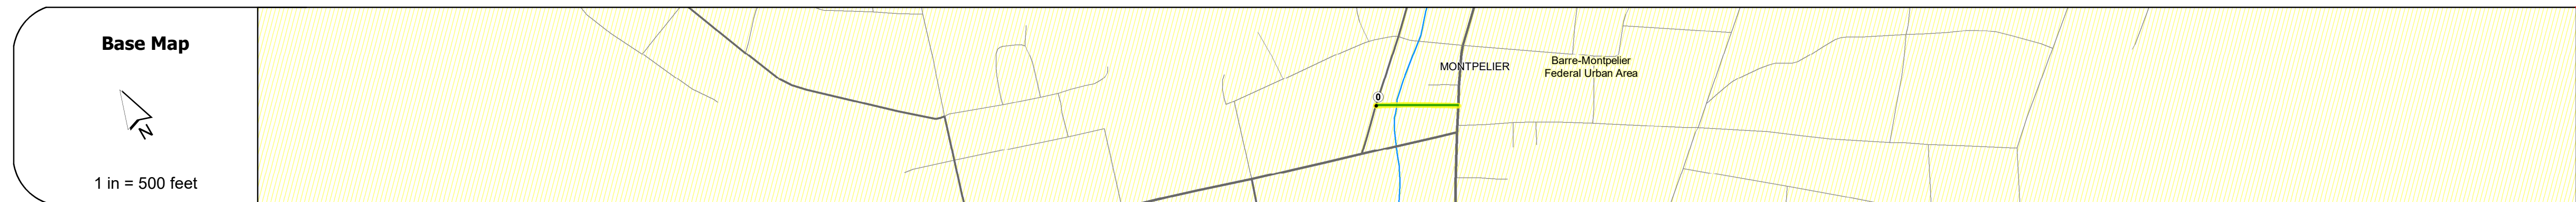 Base Map
N
1 in = 500 feet
0
MONTPELIER
Barre-Montpelier
Federal Urban Area